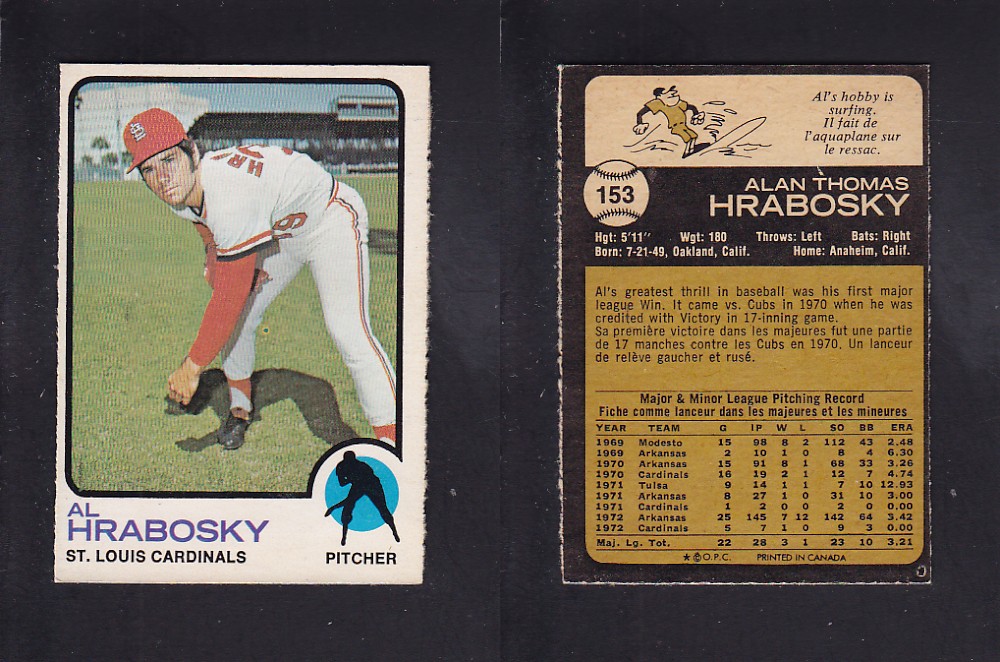 HR
19
AL
HRABOSKY
ST. LOUIS CARDINALS
PITCHER
Al's hobby is
surfing.
Il fait de
l'aquaplane sur
le ressac.
153
ALAN THOMAS
HRABOSKY
Hgt: 5'11" Wgt: 180 Throws: Left Bats: Right
Born: 7-21-49, Oakland, Calif. Home: Anaheim, Calif.
Al's greatest thrill in baseball was his first major
league Win. It came vs. Cubs in 1970 when he was
credited with Victory in 17-inning game.
Sa première victoire dans les majeures fut une partie
de 17 manches contre les Cubs en 1970. Un lanceur
de relève gaucher et rusé.
Major & Minor League Pitching Record
Fiche comme lanceur dans les majeures et les mineures
YEAR TEAM G IP W L SO BB ERA
1969 Modesto 15 98 8 2 112 43 2.48
1969 Arkansas 2 10 1 0 8 4 6.30
1970 Arkansas 15 91 8 1 68 33 3.26
1970 Cardinals 16 19 2 1 12 7 4.74
1971 Tulsa 9 14 1 1 7 10 12.93
1971 Arkansas 8 27 1 0 31 10 3.00
1971 Cardinals 1 2 0 0 2 0 0.00
1972 Arkansas 25 145 7 12 142 64 3.42
1972 Cardinals 5 7 1 0 9 3 0.00
Maj. Lg. Tot. 22 28 3 1 23 10 3.21
★ © O.P.C. PRINTED IN CANADA